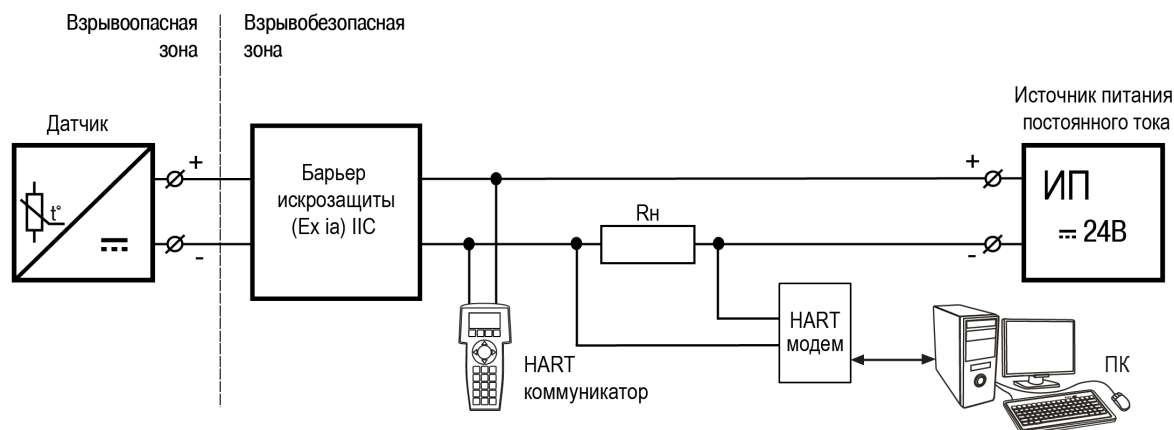 Взрывоопасная
зона
Взрывобезопасная
зона
Датчик
t°
+
-
Барьер
искрозащиты
(Ex ia) IIC
Rн
Источник питания
постоянного тока
+
-
ИП
24В
HART
коммуникатор
HART
модем
ПК